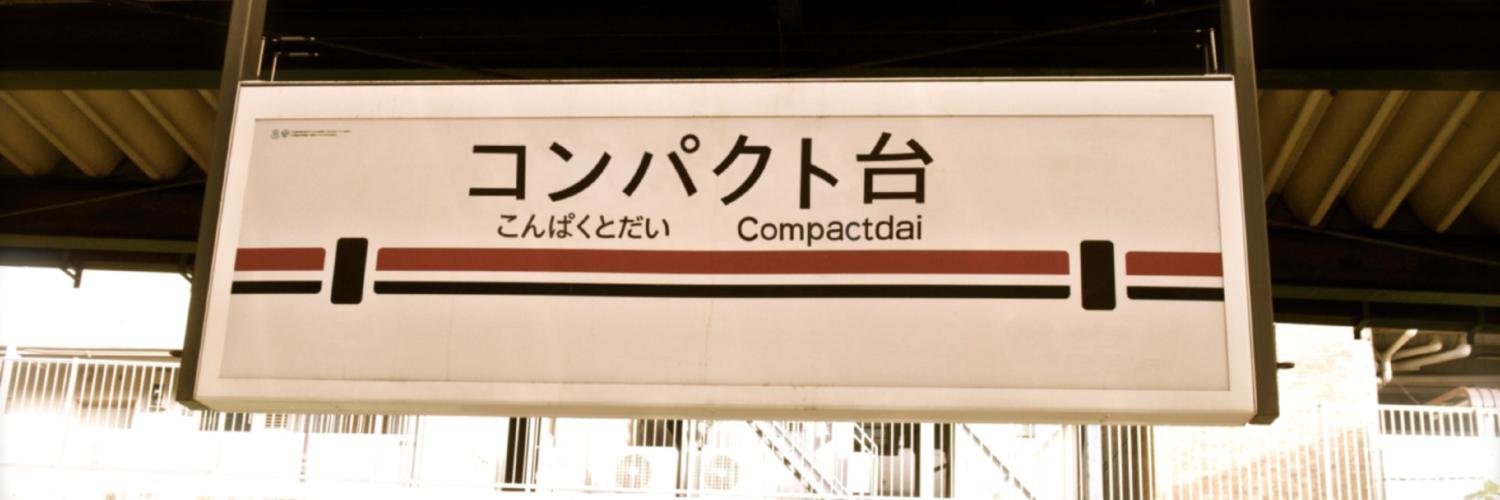 コンパクト台
こんぱくとだい Compactdai